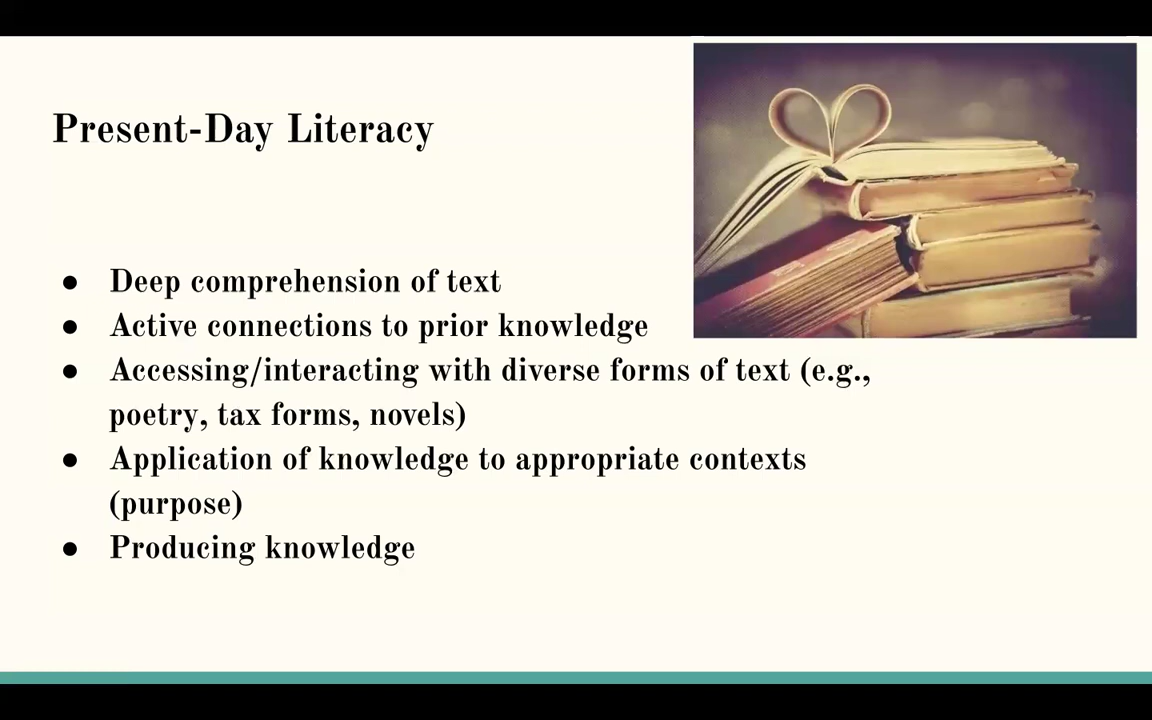 Present-Day Literacy
● Deep comprehension of text
● Active connections to prior knowledge
● Accessing/interacting with diverse forms of text (e.g.,
poetry, tax forms, novels)
● Application of knowledge to appropriate contexts
(purpose)
● Producing knowledge